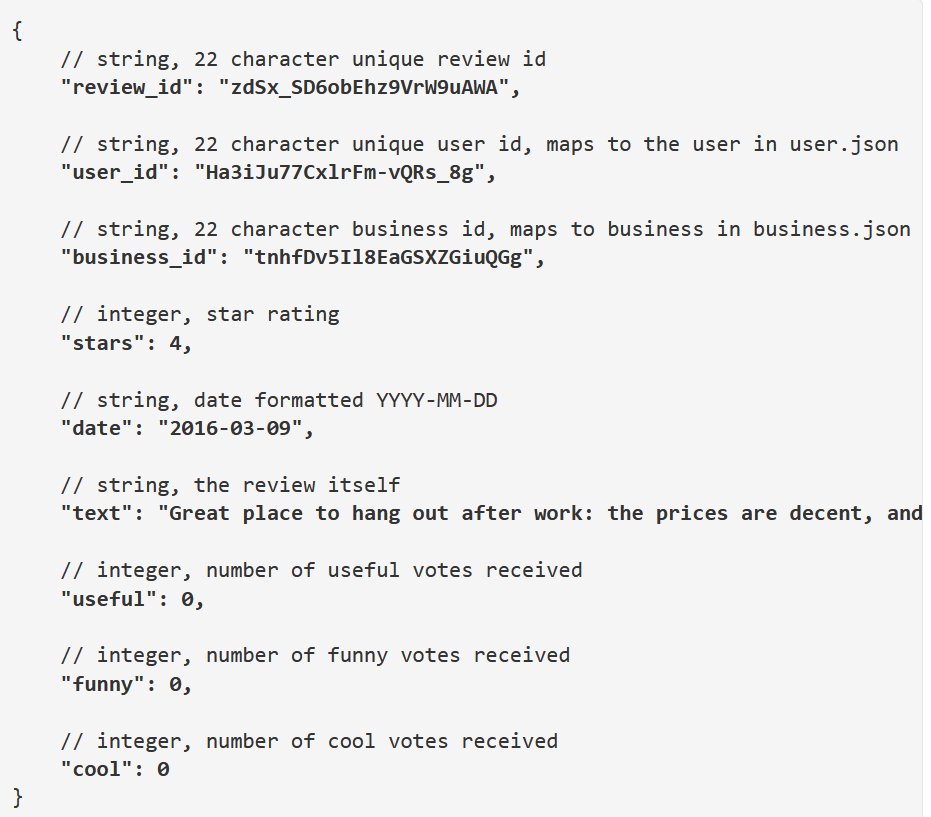 {
    // string, 22 character unique review id
    "review_id": "zdSx_SD6obEhz9VrW9uAWA",

    // string, 22 character unique user id, maps to the user in user.json
    "user_id": "Ha3iJu77CxlrFm-vQRs_8g",

    // string, 22 character business id, maps to business in business.json
    "business_id": "tnhfDv5Il8EaGSXZGiuQGg",

    // integer, star rating
    "stars": 4,

    // string, date formatted YYYY-MM-DD
    "date": "2016-03-09",

    // string, the review itself
    "text": "Great place to hang out after work: the prices are decent, and

    // integer, number of useful votes received
    "useful": 0,

    // integer, number of funny votes received
    "funny": 0,

    // integer, number of cool votes received
    "cool": 0
}